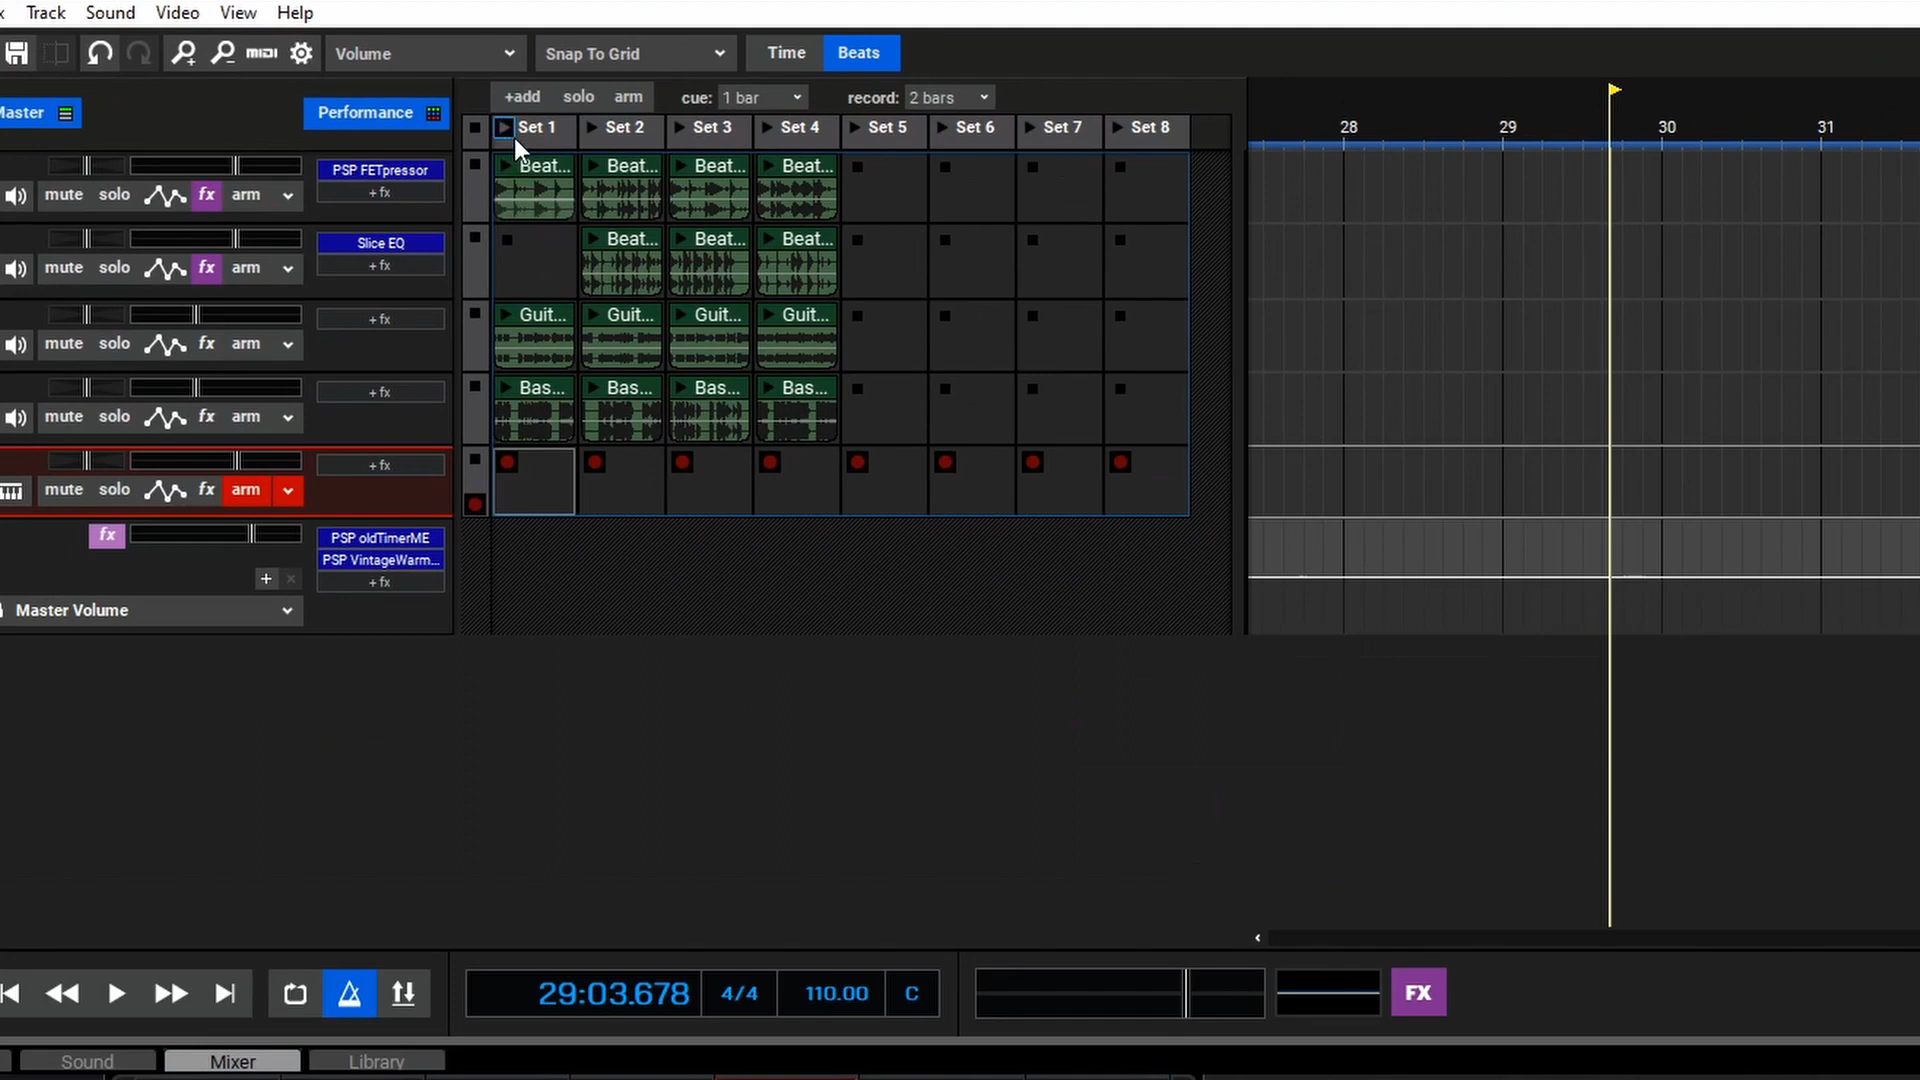 Track Sound Video View Help
MIDI Volume Snap To Grid Time Beats
+add solo arm cue: 1 bar record: 2 bars
Performance
Set 1 Set 2 Set 3 Set 4 Set 5 Set 6 Set 7 Set 8
28 29 30 31
Beat... Beat... Beat... Beat...
PSP FETpressor
mute solo fx arm + fx
Beat... Beat... Beat...
Slice EQ
mute solo fx arm + fx
Guit... Guit... Guit... Guit...
+ fx
mute solo fx arm
Bas... Bas... Bas... Bas...
+ fx
mute solo fx arm
+ fx
mute solo fx arm
fx PSP oldTimerME
PSP VintageWarm...
+ fx
Master Volume
29:03.678 4/4 110.00 C FX
Sound Mixer Library